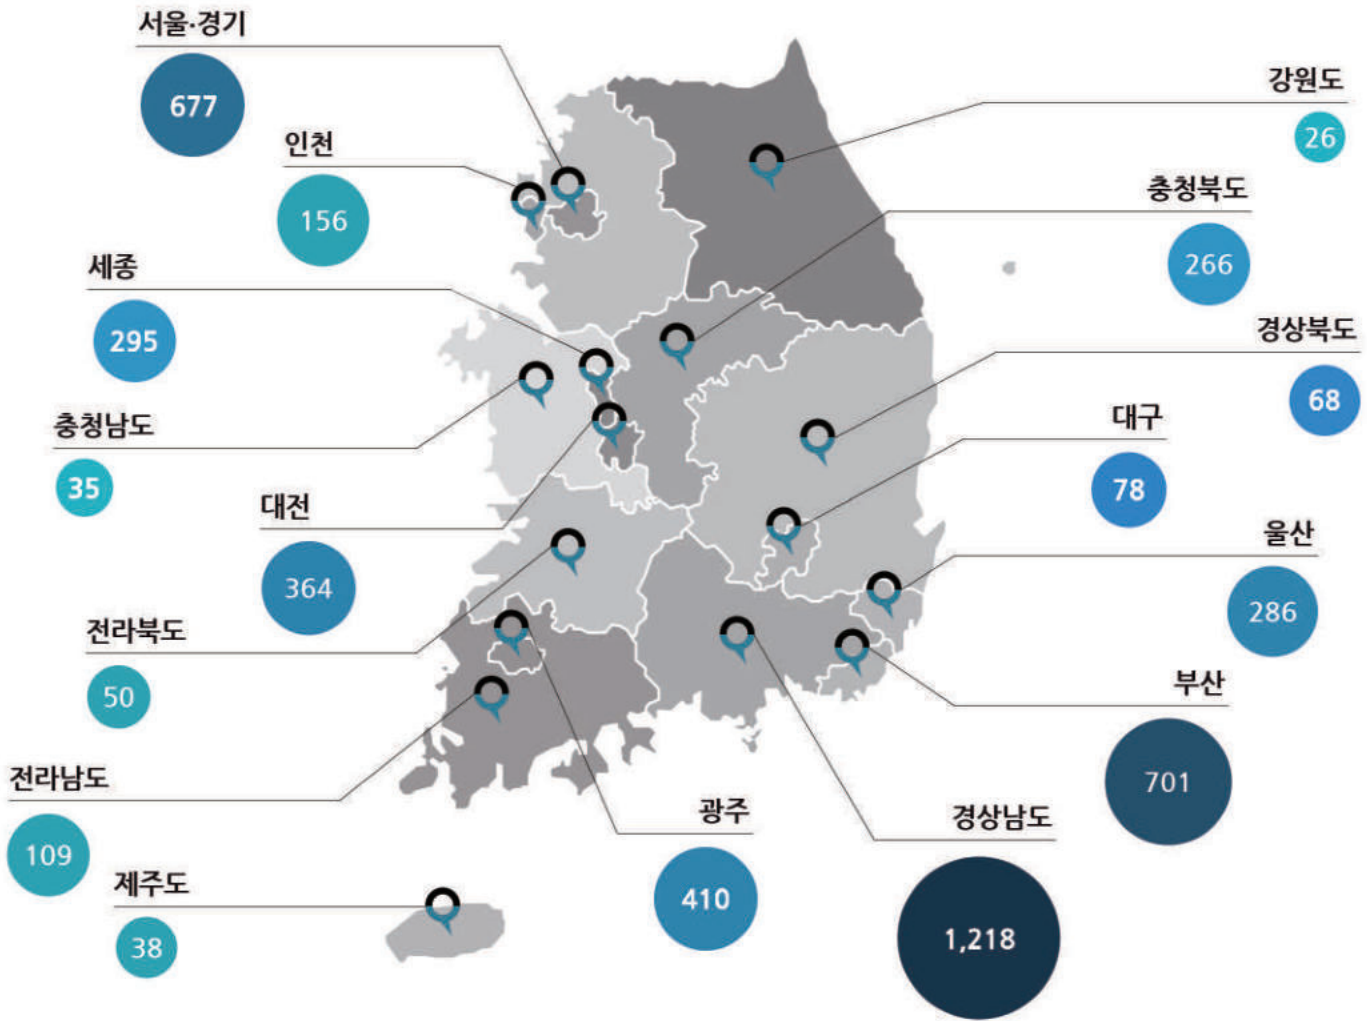 서울·경기
677
인천
156
세종
295
충청남도
35
대전
364
전라북도
50
전라남도
109
제주도
38
강원도
26
충청북도
266
경상북도
68
대구
78
울산
286
부산
701
광주
410
경상남도
1,218